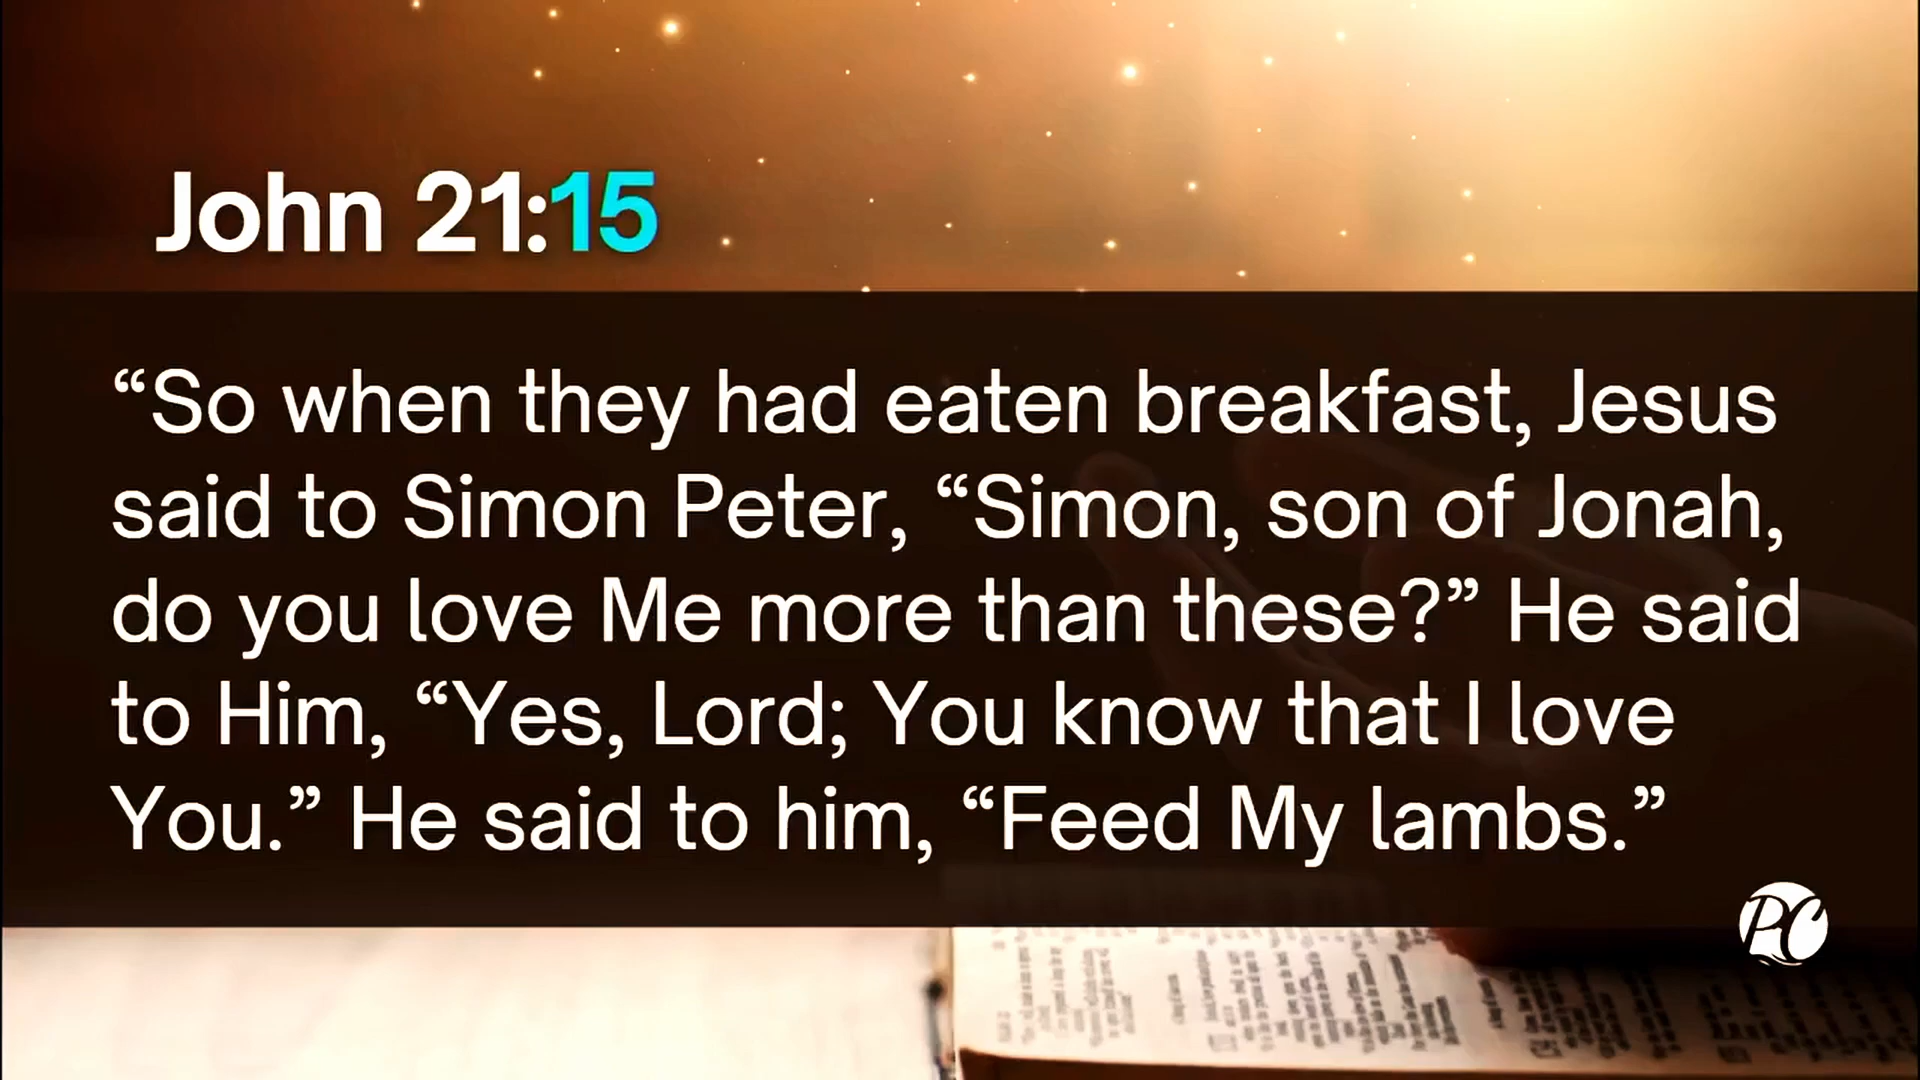 John 21:15
“So when they had eaten breakfast, Jesus
said to Simon Peter, “Simon, son of Jonah,
do you love Me more than these?” He said
to Him, “Yes, Lord; You know that I love
You.” He said to him, “Feed My lambs.”
RC